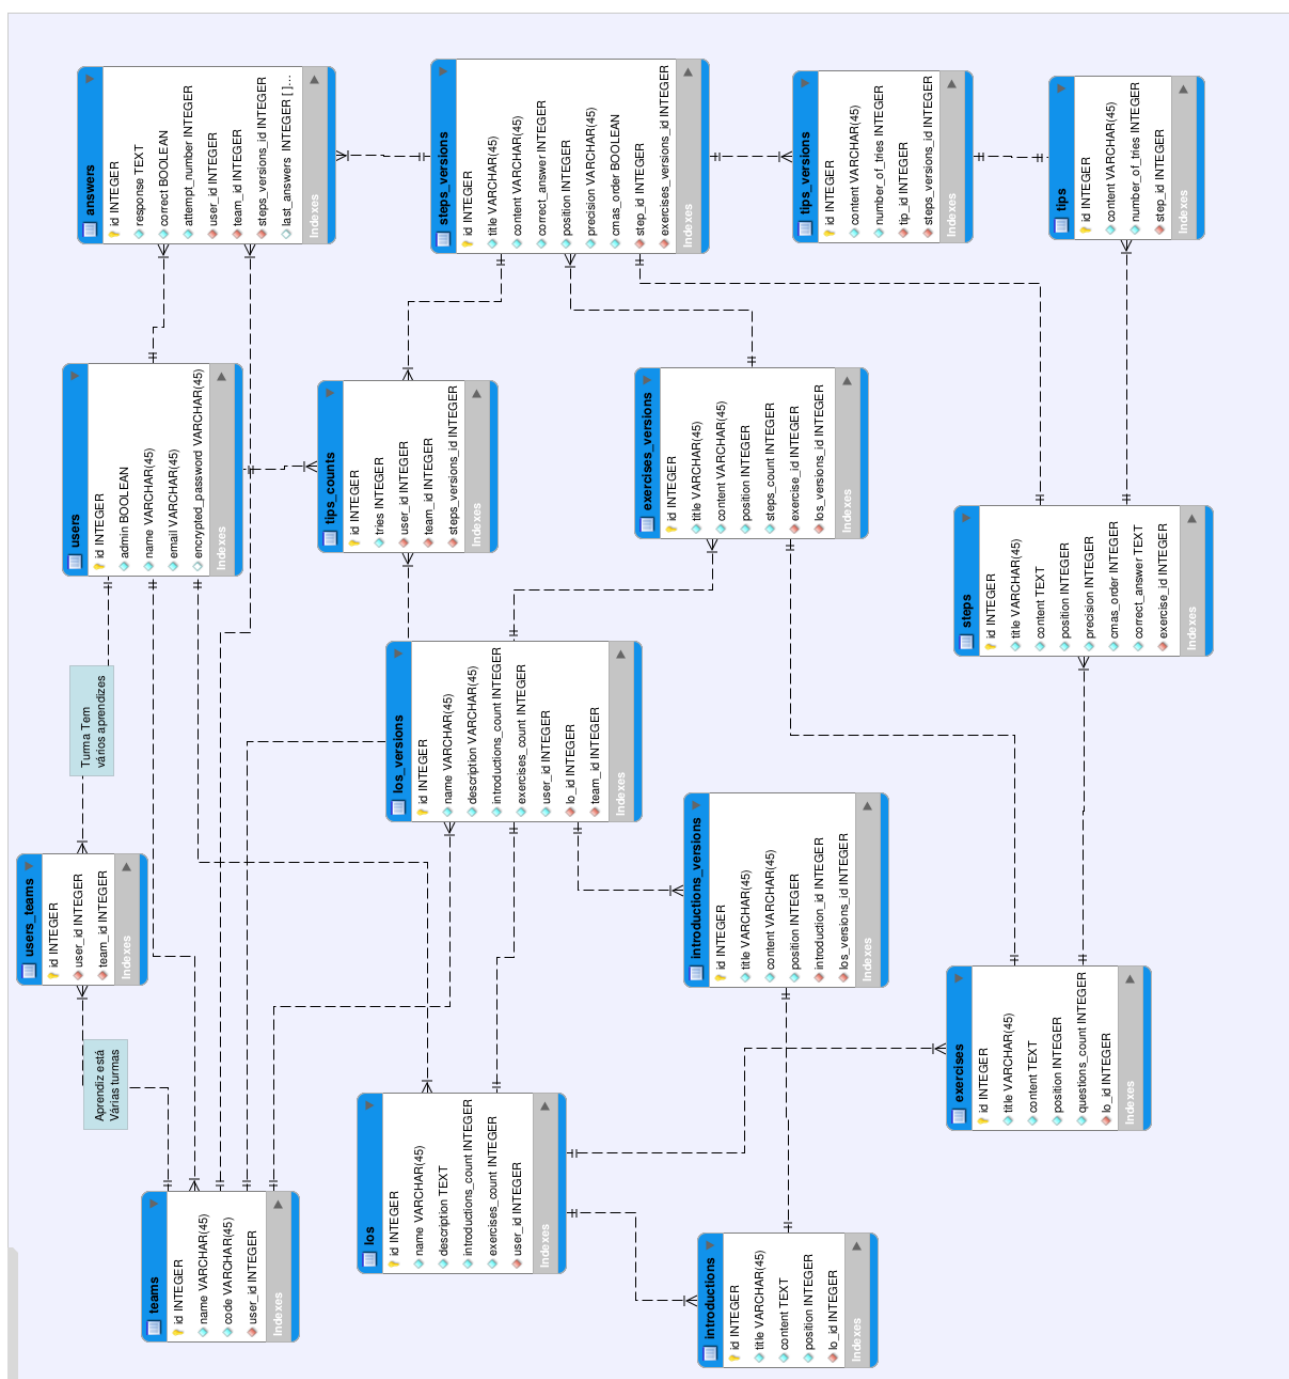 teams
id INTEGER
name VARCHAR(45)
code VARCHAR(45)
user_id INTEGER
Indexes
Aprendiz está
Várias turmas
users_teams
id INTEGER
user_id INTEGER
team_id INTEGER
Indexes
Turma Tem
vários aprendizes
users
id INTEGER
admin BOOLEAN
name VARCHAR(45)
email VARCHAR(45)
encrypted_password VARCHAR(45)
Indexes
answers
id INTEGER
response TEXT
correct BOOLEAN
attempt_number INTEGER
user_id INTEGER
team_id INTEGER
steps_versions_id INTEGER
last_answers INTEGER [ ]...
Indexes
los
id INTEGER
name VARCHAR(45)
description TEXT
introductions_count INTEGER
exercises_count INTEGER
user_id INTEGER
Indexes
los_versions
id INTEGER
name VARCHAR(45)
description VARCHAR(45)
introductions_count INTEGER
exercises_count INTEGER
user_id INTEGER
lo_id INTEGER
team_id INTEGER
Indexes
tips_counts
id INTEGER
tries INTEGER
user_id INTEGER
team_id INTEGER
steps_versions_id INTEGER
Indexes
steps_versions
id INTEGER
title VARCHAR(45)
content VARCHAR(45)
correct_answer INTEGER
position INTEGER
precision VARCHAR(45)
cmas_order BOOLEAN
step_id INTEGER
exercises_versions_id INTEGER
Indexes
introductions
id INTEGER
title VARCHAR(45)
content TEXT
position INTEGER
lo_id INTEGER
Indexes
introductions_versions
id INTEGER
title VARCHAR(45)
content VARCHAR(45)
position INTEGER
introduction_id INTEGER
los_versions_id INTEGER
Indexes
exercises_versions
id INTEGER
title VARCHAR(45)
content VARCHAR(45)
position INTEGER
steps_count INTEGER
exercise_id INTEGER
los_versions_id INTEGER
Indexes
tips_versions
id INTEGER
content VARCHAR(45)
number_of_tries INTEGER
tip_id INTEGER
steps_versions_id INTEGER
Indexes
exercises
id INTEGER
title VARCHAR(45)
content TEXT
position INTEGER
questions_count INTEGER
lo_id INTEGER
Indexes
steps
id INTEGER
title VARCHAR(45)
content TEXT
position INTEGER
precision INTEGER
cmas_order INTEGER
correct_answer TEXT
exercise_id INTEGER
Indexes
tips
id INTEGER
content VARCHAR(45)
number_of_tries INTEGER
step_id INTEGER
Indexes